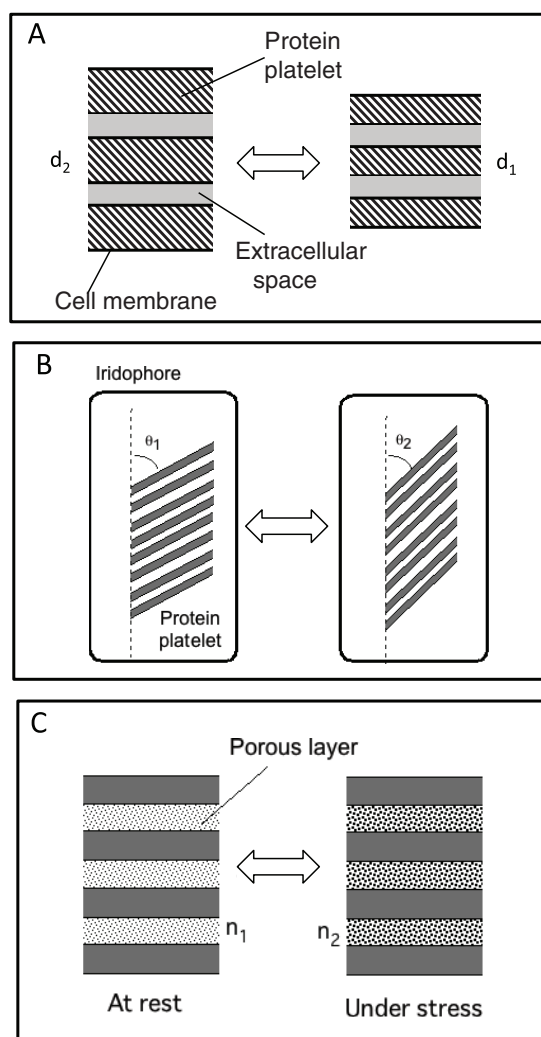 A
Protein
platelet
d₂
d₁
Extracellular
space
Cell membrane
B
Iridophore
θ₁
θ₂
Protein
platelet
C
Porous layer
n₁
n₂
At rest
Under stress